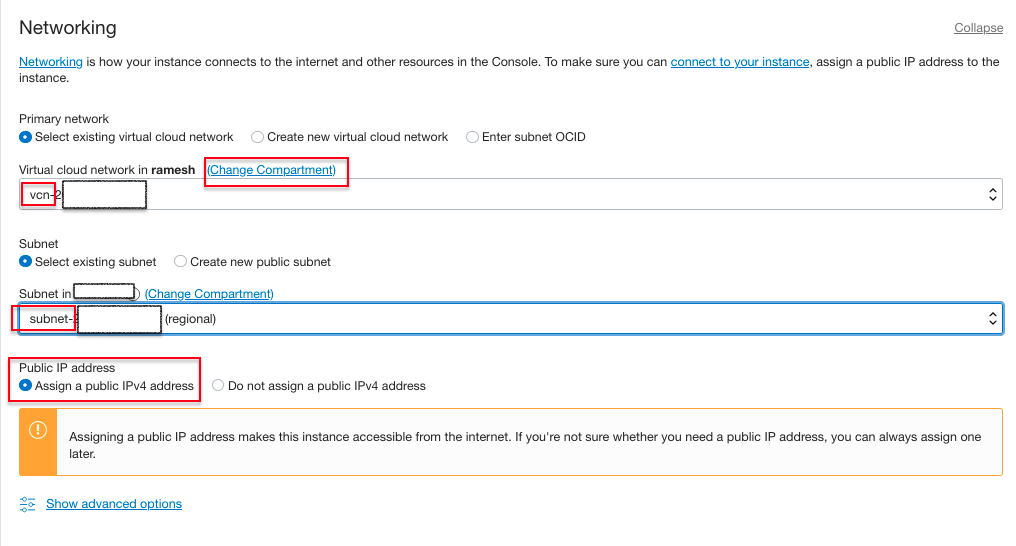 Networking
Collapse
Networking is how your instance connects to the internet and other resources in the Console. To make sure you can connect to your instance, assign a public IP address to the
instance.
Primary network
Select existing virtual cloud network Create new virtual cloud network Enter subnet OCID
Virtual cloud network in ramesh (Change Compartment)
vcn-2
Subnet
Select existing subnet Create new public subnet
Subnet in (Change Compartment)
subnet- (regional)
Public IP address
Assign a public IPv4 address Do not assign a public IPv4 address
Assigning a public IP address makes this instance accessible from the internet. If you're not sure whether you need a public IP address, you can always assign one
later.
Show advanced options